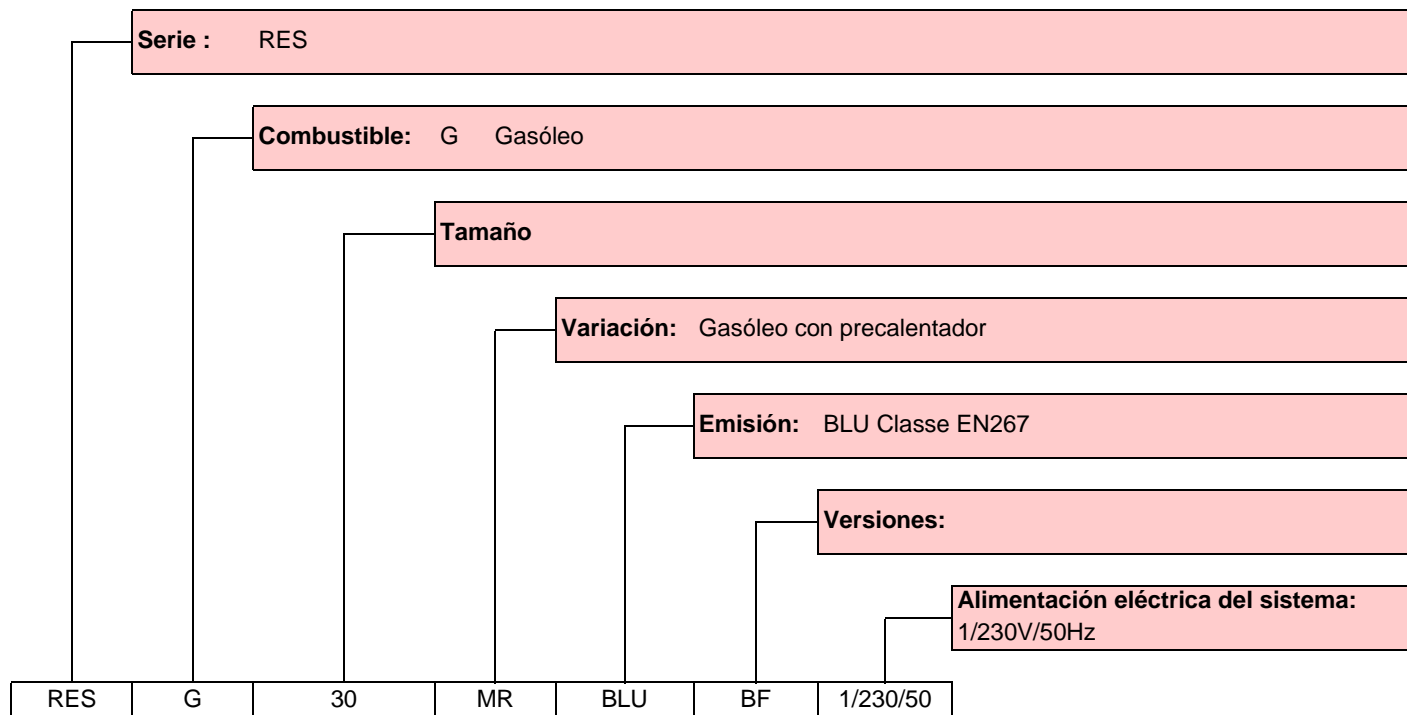 Serie : RES
Combustible: G Gasóleo
Tamaño
Variación: Gasóleo con precalentador
Emisión: BLU Classe EN267
Versiones:
Alimentación eléctrica del sistema:
1/230V/50Hz
RES G 30 MR BLU BF 1/230/50